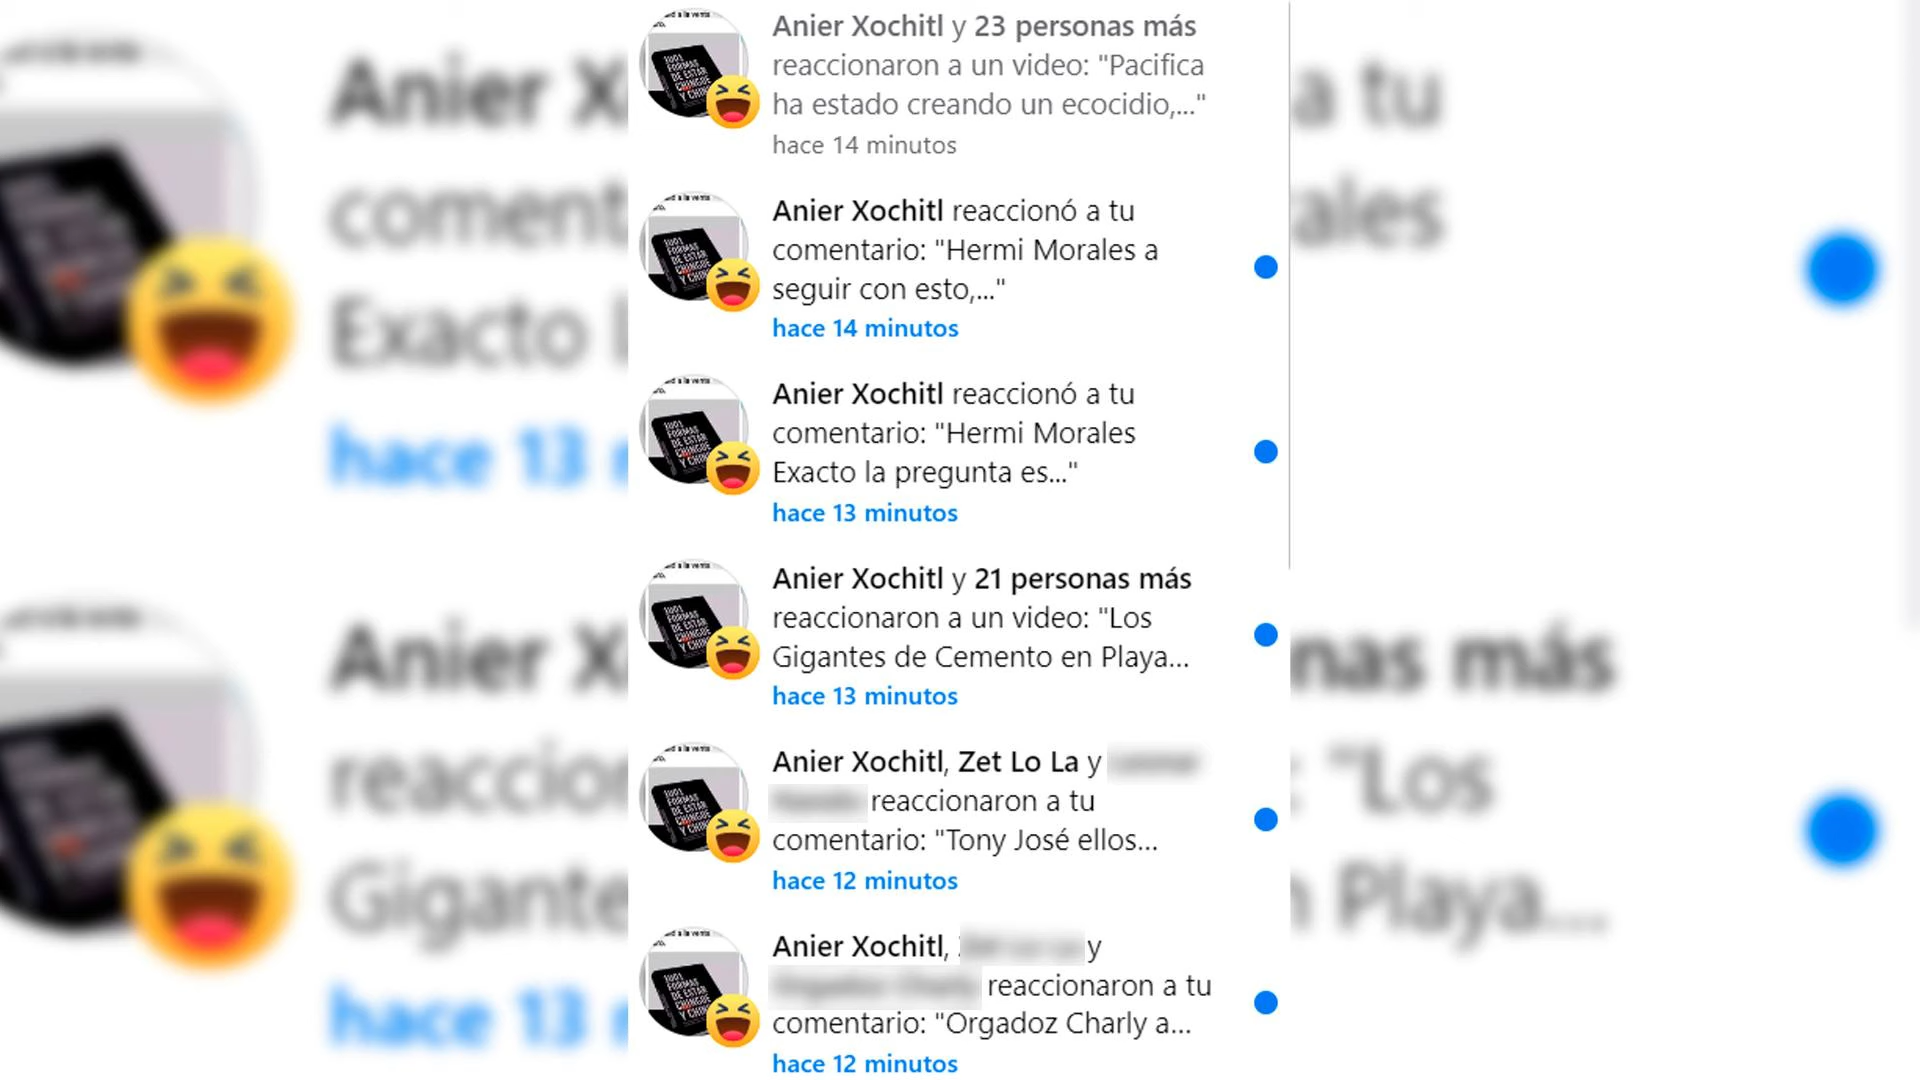 Anier Xochitl y 23 personas más
reaccionaron a un video: "Pacifica
ha estado creando un ecocidio,..."
hace 14 minutos
Anier Xochitl reaccionó a tu
comentario: "Hermi Morales a
seguir con esto,..."
hace 14 minutos
Anier Xochitl reaccionó a tu
comentario: "Hermi Morales
Exacto la pregunta es..."
hace 13 minutos
Anier Xochitl y 21 personas más
reaccionaron a un video: "Los
Gigantes de Cemento en Playa...
hace 13 minutos
Anier Xochitl, Zet Lo La y
reaccionaron a tu
comentario: "Tony José ellos...
hace 12 minutos
Anier Xochitl, y
reaccionaron a tu
comentario: "Orgadoz Charly a...
hace 12 minutos